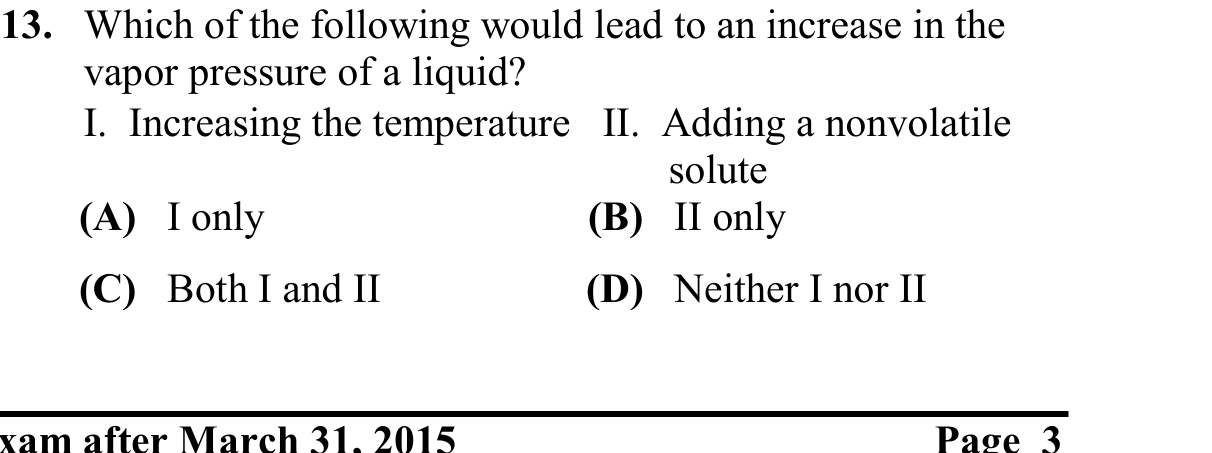 13. Which of the following would lead to an increase in the
vapor pressure of a liquid?
I. Increasing the temperature II. Adding a nonvolatile
solute
(A) I only (B) II only
(C) Both I and II (D) Neither I nor II
xam after March 31, 2015 Page 3